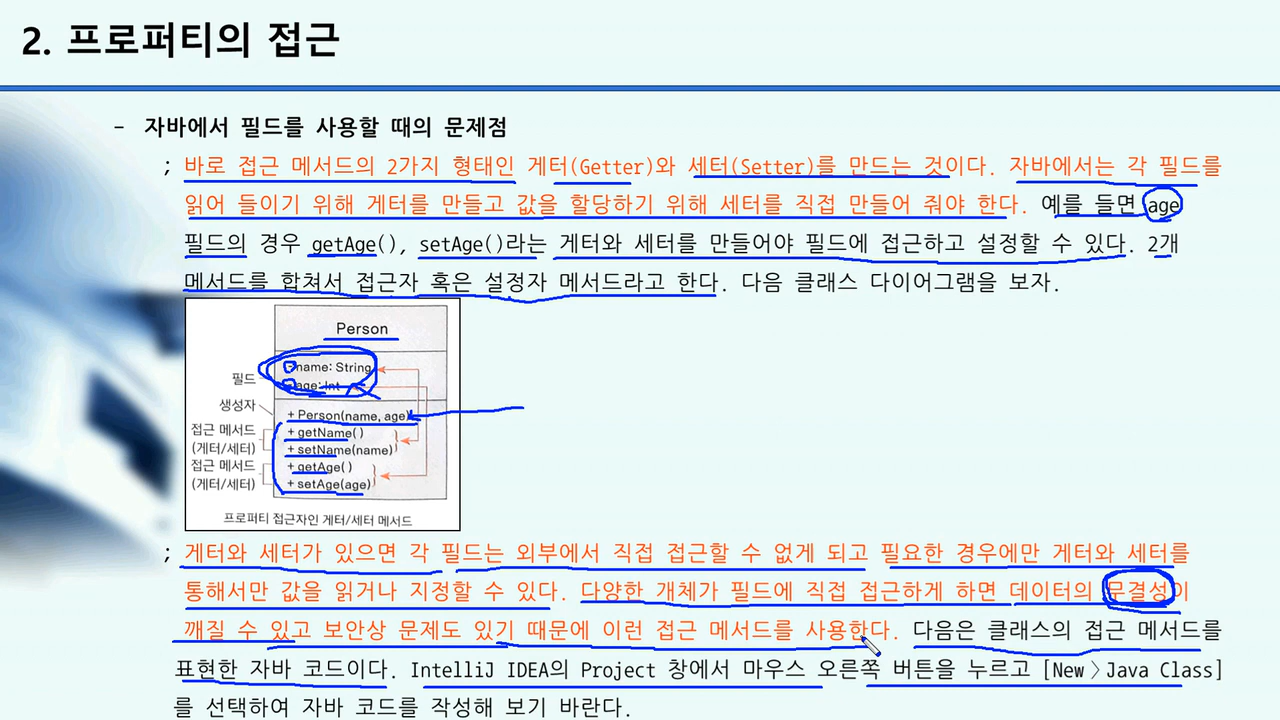 2. 프로퍼티의 접근
- 자바에서 필드를 사용할 때의 문제점
; 바로 접근 메서드의 2가지 형태인 게터(Getter)와 세터(Setter)를 만드는 것이다. 자바에서는 각 필드를
읽어 들이기 위해 게터를 만들고 값을 할당하기 위해 세터를 직접 만들어 줘야 한다. 예를 들면 age
필드의 경우 getAge(), setAge()라는 게터와 세터를 만들어야 필드에 접근하고 설정할 수 있다. 2개
메서드를 합쳐서 접근자 혹은 설정자 메서드라고 한다. 다음 클래스 다이어그램을 보자.
Person
name: String
필드
age: Int
생성자
+ Person(name, age)
접근 메서드
(게터/세터)
+ getName()
+ setName(name)
접근 메서드
(게터/세터)
+ getAge()
+ setAge(age)
프로퍼티 접근자인 게터/세터 메서드
; 게터와 세터가 있으면 각 필드는 외부에서 직접 접근할 수 없게 되고 필요한 경우에만 게터와 세터를
통해서만 값을 읽거나 지정할 수 있다. 다양한 개체가 필드에 직접 접근하게 하면 데이터의 무결성이
깨질 수 있고 보안상 문제도 있기 때문에 이런 접근 메서드를 사용한다. 다음은 클래스의 접근 메서드를
표현한 자바 코드이다. IntelliJ IDEA의 Project 창에서 마우스 오른쪽 버튼을 누르고 [New 〉Java Class]
를 선택하여 자바 코드를 작성해 보기 바란다.